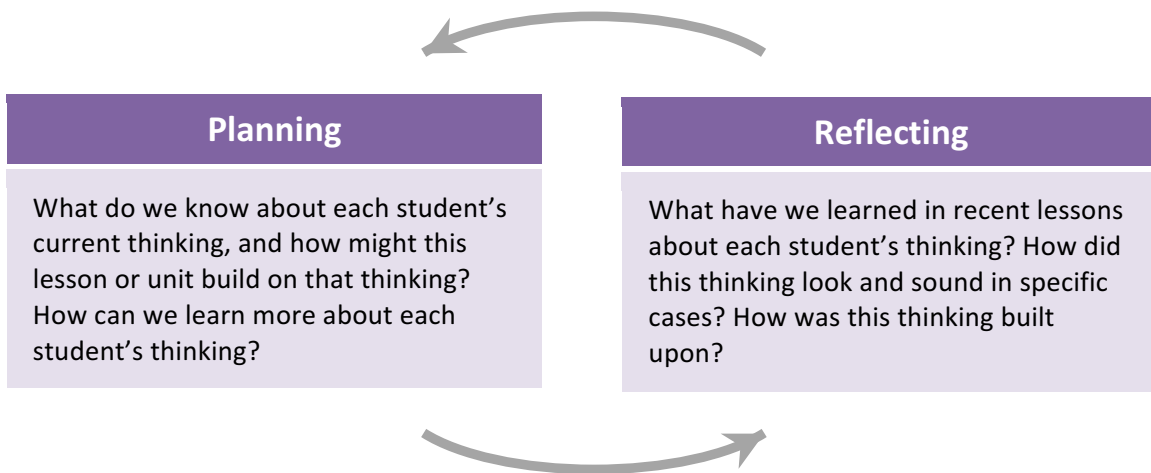 Planning
What do we know about each student’s
current thinking, and how might this
lesson or unit build on that thinking?
How can we learn more about each
student’s thinking?
Reflecting
What have we learned in recent lessons
about each student’s thinking? How did
this thinking look and sound in specific
cases? How was this thinking built
upon?